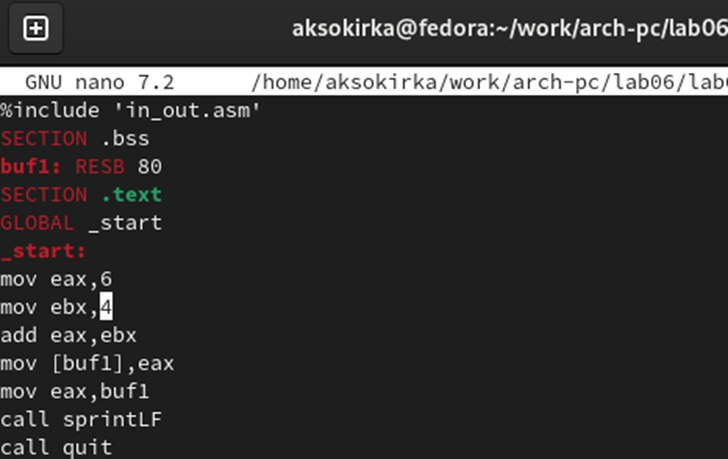 aksokirka@fedora:~/work/arch-pc/lab06
GNU nano 7.2 /home/aksokirka/work/arch-pc/lab06/lab
%include 'in_out.asm'
SECTION .bss
buf1: RESB 80
SECTION .text
GLOBAL _start
_start:
mov eax,6
mov ebx,4
add eax,ebx
mov [buf1],eax
mov eax,buf1
call sprintLF
call quit